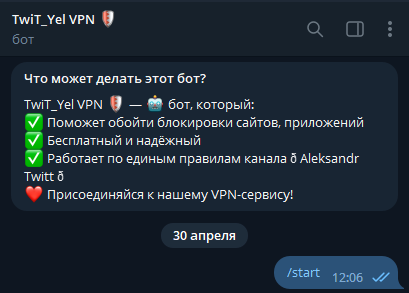 TwiT_Yel VPN
бот
Что может делать этот бот?
TwiT_Yel VPN — бот, который:
Поможет обойти блокировки сайтов, приложений
Бесплатный и надёжный
Работает по единым правилам канала ð Aleksandr
Twitt ð
Присоединяйся к нашему VPN-сервису!
30 апреля
/start 12:06